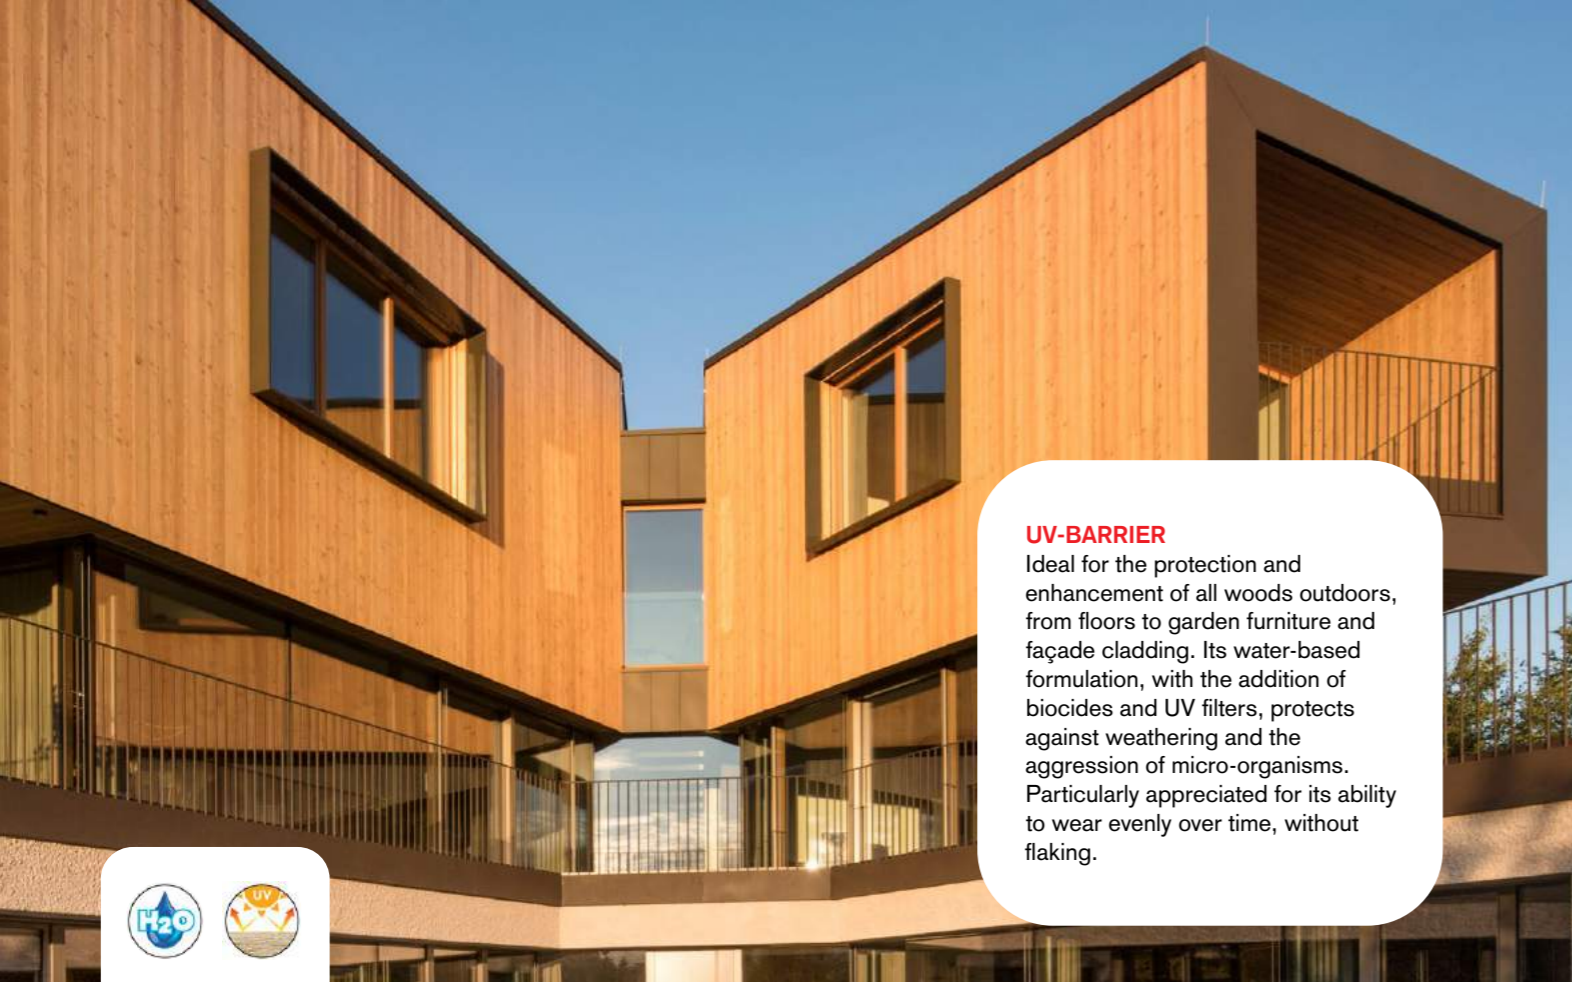 UV-BARRIER
Ideal for the protection and
enhancement of all woods outdoors,
from floors to garden furniture and
façade cladding. Its water-based
formulation, with the addition of
biocides and UV filters, protects
against weathering and the
aggression of micro-organisms.
Particularly appreciated for its ability
to wear evenly over time, without
flaking.
H2O
UV